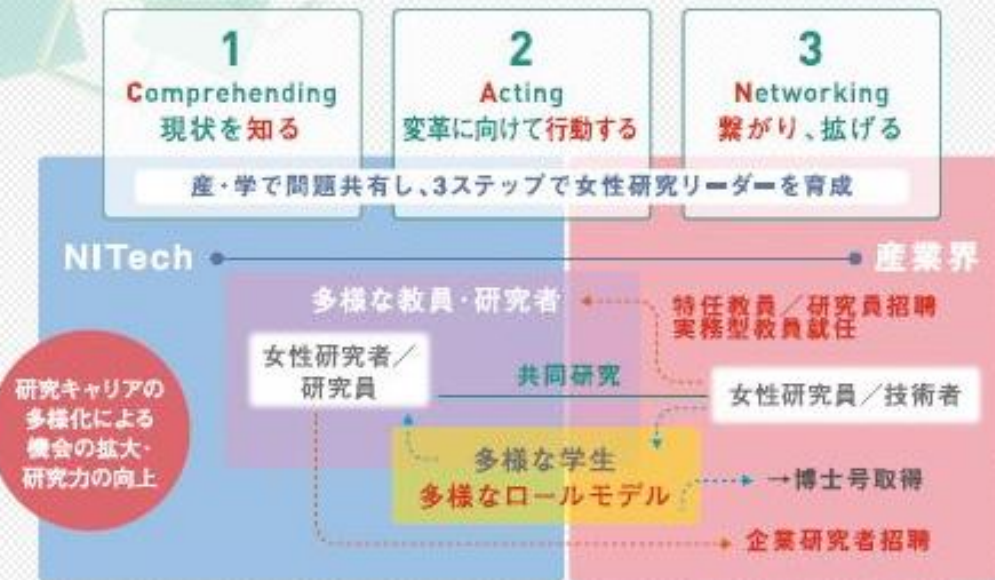 1
Comprehending
現状を知る
2
Acting
変革に向けて行動する
3
Networking
繋がり、拡げる
産・学で問題共有し、3ステップで女性研究リーダーを育成
NITech
産業界
多様な教員・研究者
特任教員／研究員招聘
実務型教員就任
女性研究者／
研究員
共同研究
女性研究員／技術者
研究キャリアの
多様化による
機会の拡大・
研究力の向上
多様な学生
多様なロールモデル
→博士号取得
企業研究者招聘